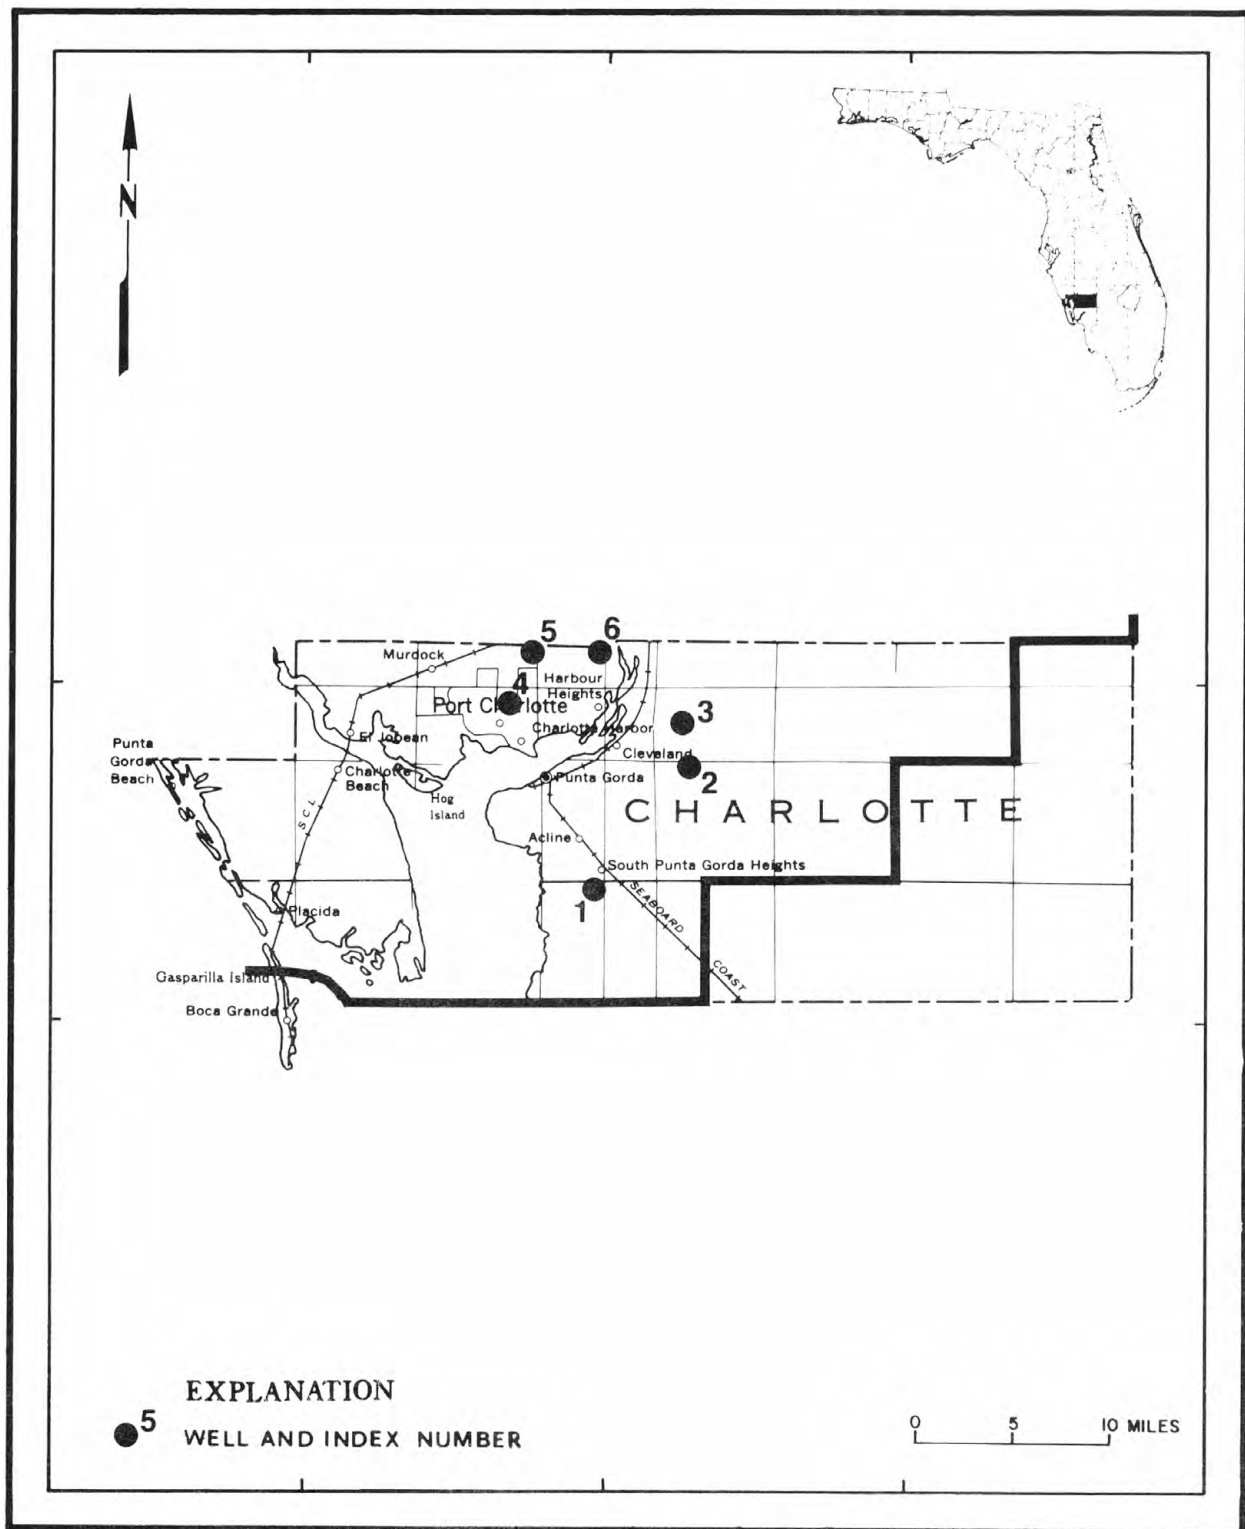 N
5
6
Murdock
Harbour
Heights
4
Port Charlotte
3
Charlotte Harbor
El Jobean
Cleveland
Punta
Gorda
Beach
Charlotte
Beach
Punta Gorda
2
Hog
Island
CHARLOTTE
S C L
Acline
South Punta Gorda Heights
1
SEABOARD
COAST
Placida
Gasparilla Island
Boca Grande
EXPLANATION
5
WELL AND INDEX NUMBER
0 5 10 MILES